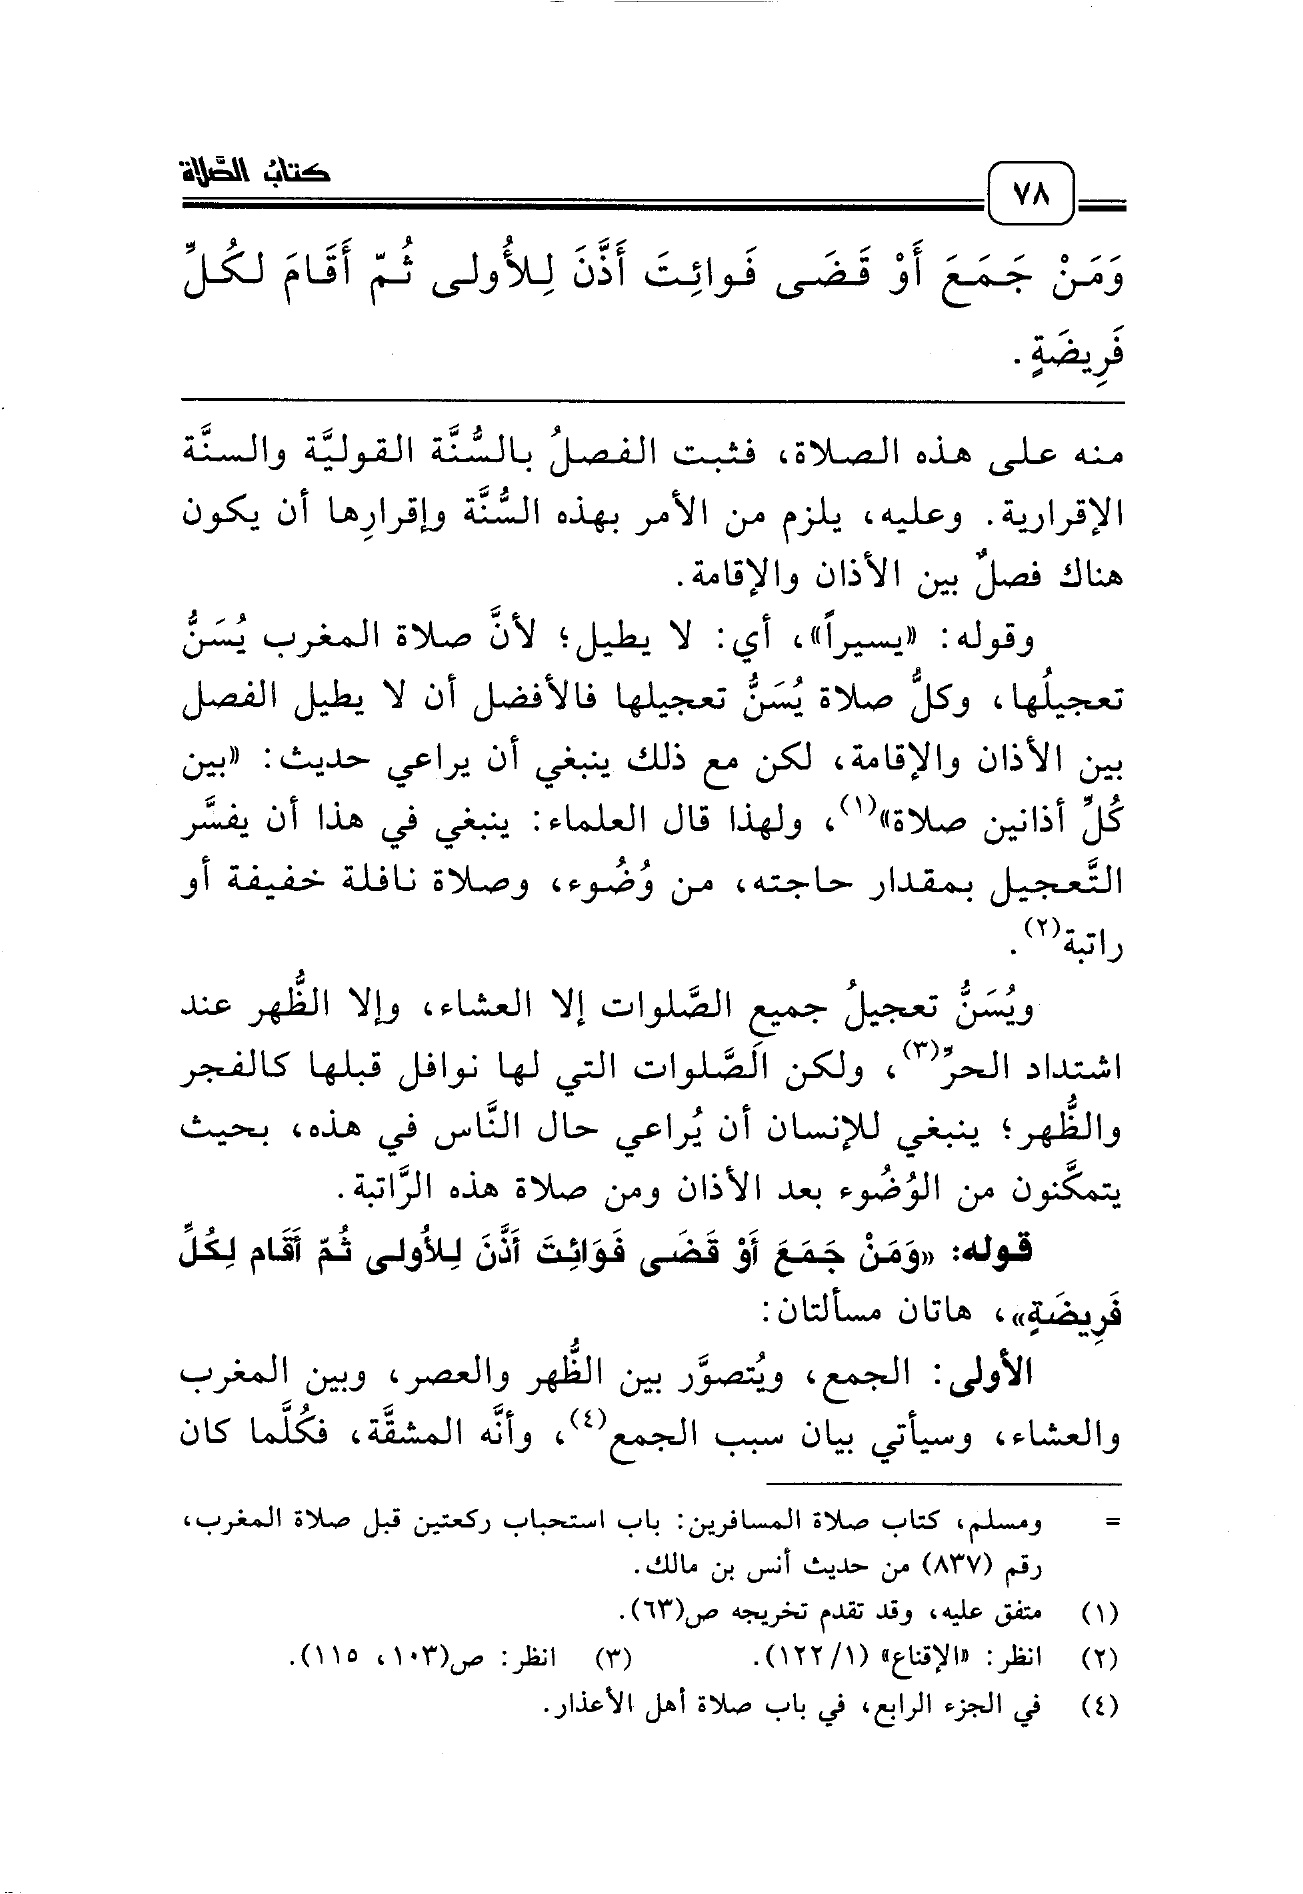 كتاب الصَّلاة
٧٨
وَمَنْ جَمَعَ أَوْ قَضَى فَوائِتَ أَذَّنَ لِلأُولى ثُمّ أَقَامَ لكُلِّ
فَرِيضَةٍ.
منه على هذه الصلاة، فثبت الفصلُ بالسُّنَّة القوليَّة والسنَّة
الإقرارية. وعليه، يلزم من الأمر بهذه السُّنَّة وإقرارِها أن يكون
هناك فصلٌ بين الأذان والإقامة.
وقوله: «يسيراً»، أي: لا يطيل؛ لأنَّ صلاة المغرب يُسَنُّ
تعجيلُها، وكلُّ صلاة يُسَنُّ تعجيلها فالأفضل أن لا يطيل الفصل
بين الأذان والإقامة، لكن مع ذلك ينبغي أن يراعي حديث: «بين
كُلِّ أذانين صلاة»(١)، ولهذا قال العلماء: ينبغي في هذا أن يفسَّر
التَّعجيل بمقدار حاجته، من وُضُوء، وصلاة نافلة خفيفة أو
راتبة(٢).
ويُسَنُّ تعجيلُ جميعِ الصَّلوات إلا العشاء، وإلا الظُّهر عند
اشتداد الحرِّ(٣)، ولكن الصَّلوات التي لها نوافل قبلها كالفجر
والظُّهر؛ ينبغي للإنسان أن يُراعي حال النَّاس في هذه، بحيث
يتمكَّنون من الوُضُوء بعد الأذان ومن صلاة هذه الرَّاتبة.
قوله: «وَمَنْ جَمَعَ أَوْ قَضَى فَوَائِتَ أَذَّنَ لِلأُولى ثُمّ أَقَام لِكُلِّ
فَرِيضَةٍ»، هاتان مسألتان:
الأولى: الجمع، ويُتصوَّر بين الظُّهر والعصر، وبين المغرب
والعشاء، وسيأتي بيان سبب الجمع(٤)، وأنَّه المشقَّة، فكُلَّما كان
= ومسلم، كتاب صلاة المسافرين: باب استحباب ركعتين قبل صلاة المغرب،
رقم (٨٣٧) من حديث أنس بن مالك.
(١) متفق عليه، وقد تقدم تخريجه ص(٦٣).
(٢) انظر: «الإقناع» (١/ ١٢٢). (٣) انظر: ص(١٠٣، ١١٥).
(٤) في الجزء الرابع، في باب صلاة أهل الأعذار.